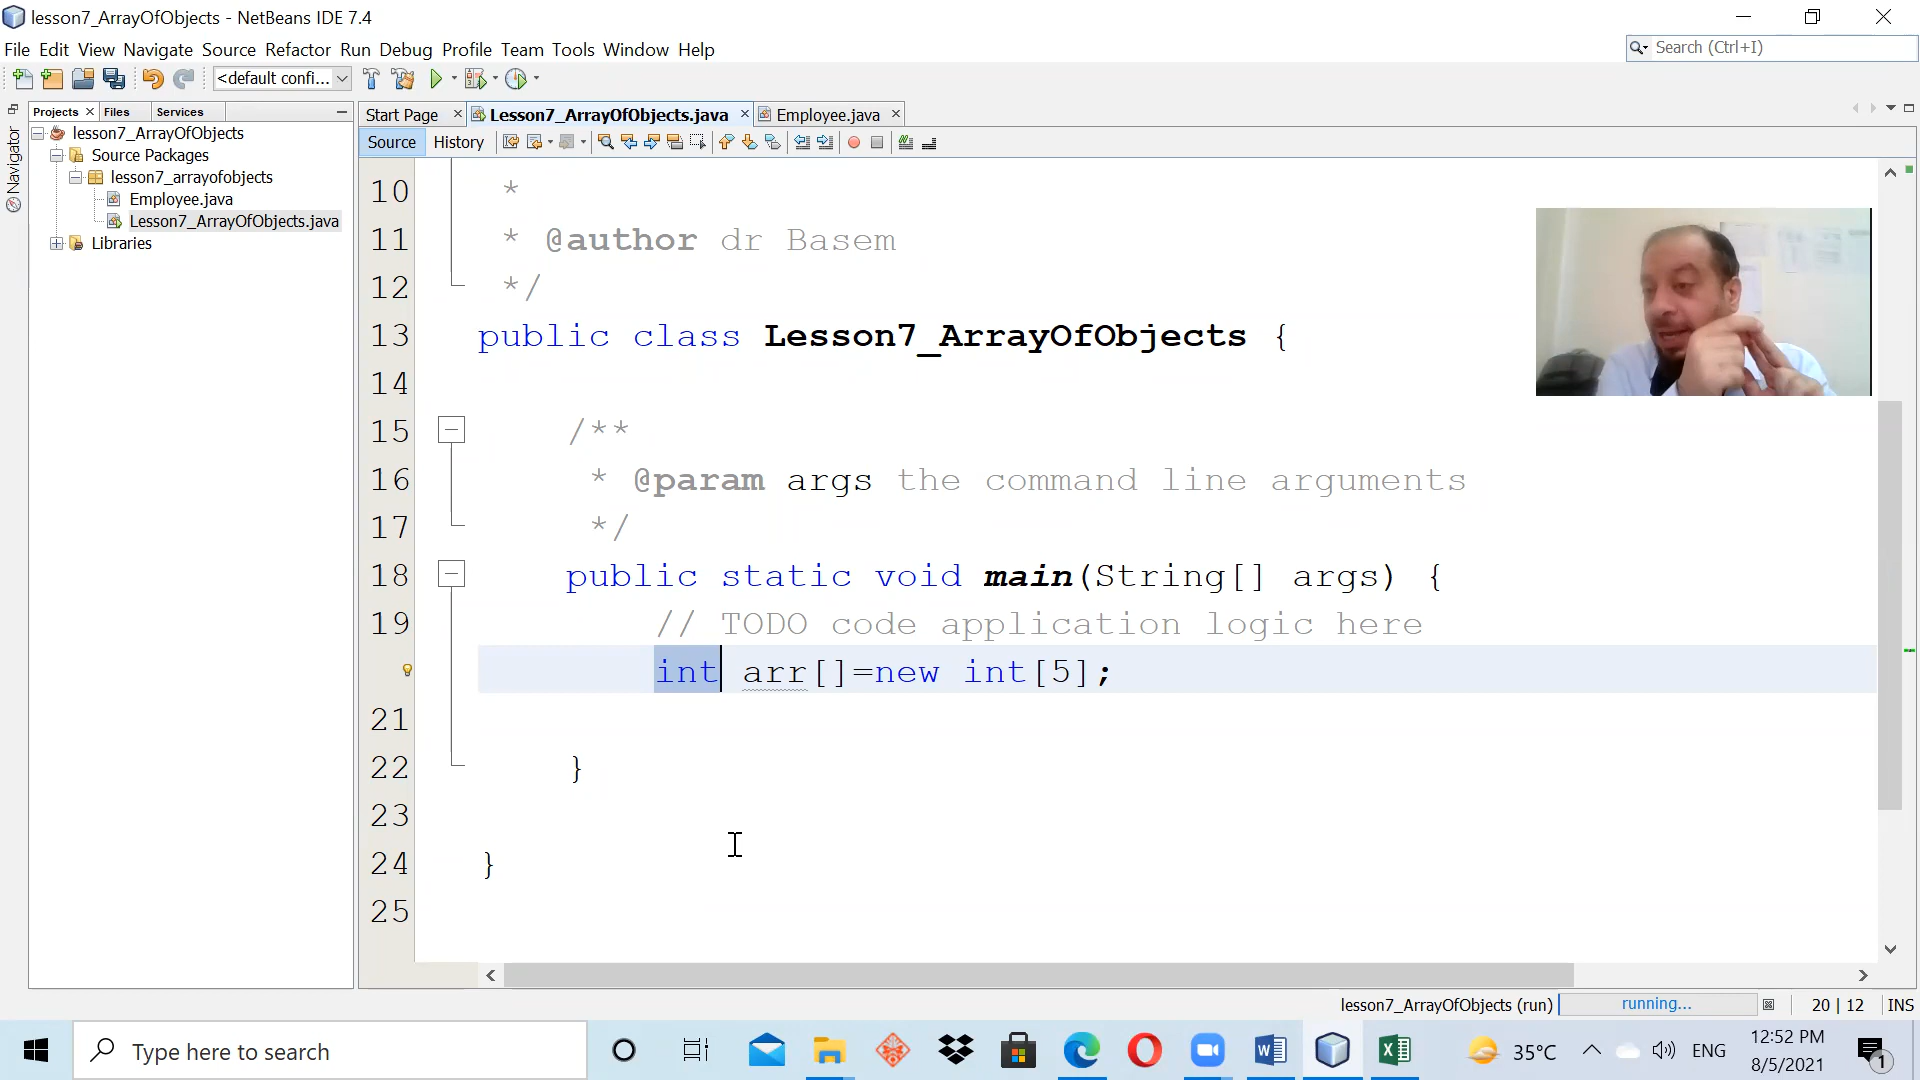 lesson7_ArrayOfObjects - NetBeans IDE 7.4
File Edit View Navigate Source Refactor Run Debug Profile Team Tools Window Help
Search (Ctrl+I)
<default confi...
Projects Files Services
Start Page Lesson7_ArrayOfObjects.java Employee.java
Navigator
lesson7_ArrayOfObjects
Source Packages
lesson7_arrayofobjects
Employee.java
Lesson7_ArrayOfObjects.java
Libraries
Source History
10 *
11 * @author dr Basem
12 */
13 public class Lesson7_ArrayOfObjects {
14
15 /**
16 * @param args the command line arguments
17 */
18 public static void main(String[] args) {
19 // TODO code application logic here
int arr[]=new int[5];
21
22 }
23
24 }
25
lesson7_ArrayOfObjects (run) running... 20 | 12 INS
Type here to search
35°C ENG
12:52 PM
8/5/2021
1